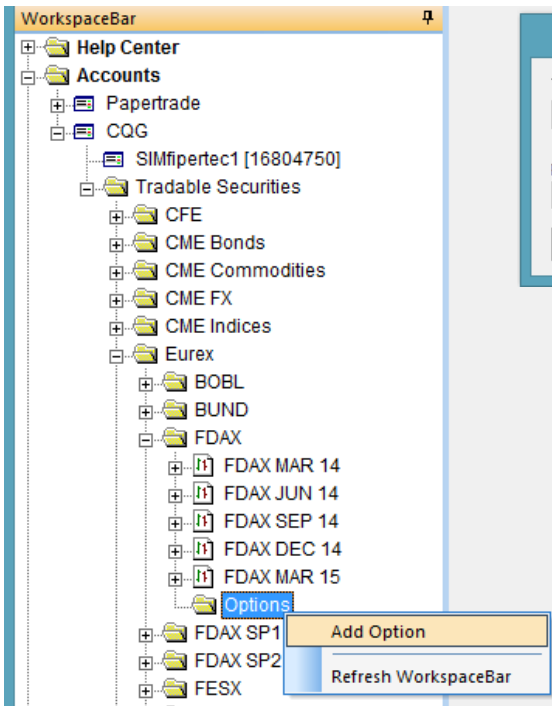 WorkspaceBar
Help Center
Accounts
Papertrade
CQG
SIMfipertec1 [16804750]
Tradable Securities
CFE
CME Bonds
CME Commodities
CME FX
CME Indices
Eurex
BOBL
BUND
FDAX
FDAX MAR 14
FDAX JUN 14
FDAX SEP 14
FDAX DEC 14
FDAX MAR 15
Options
FDAX SP1
Add Option
FDAX SP2
Refresh WorkspaceBar
FESX